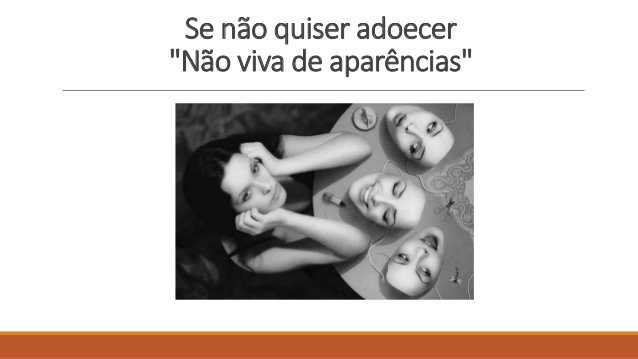 Se não quiser adoecer
"Não viva de aparências"